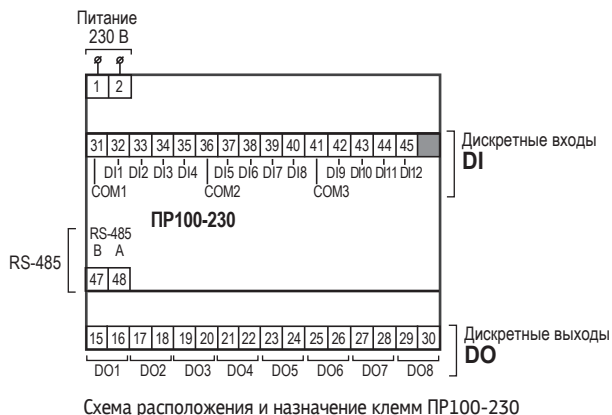 Питание
230 В
1 2
31 32 33 34 35 36 37 38 39 40 41 42 43 44 45
Дискретные входы
DI
DI1 DI2 DI3 DI4 DI5 DI6 DI7 DI8 DI9 DI10 DI11 DI12
COM1 COM2 COM3
ПР100-230
RS-485
B A
RS-485
47 48
15 16 17 18 19 20 21 22 23 24 25 26 27 28 29 30
Дискретные выходы
DO
DO1 DO2 DO3 DO4 DO5 DO6 DO7 DO8
Схема расположения и назначение клемм ПР100-230